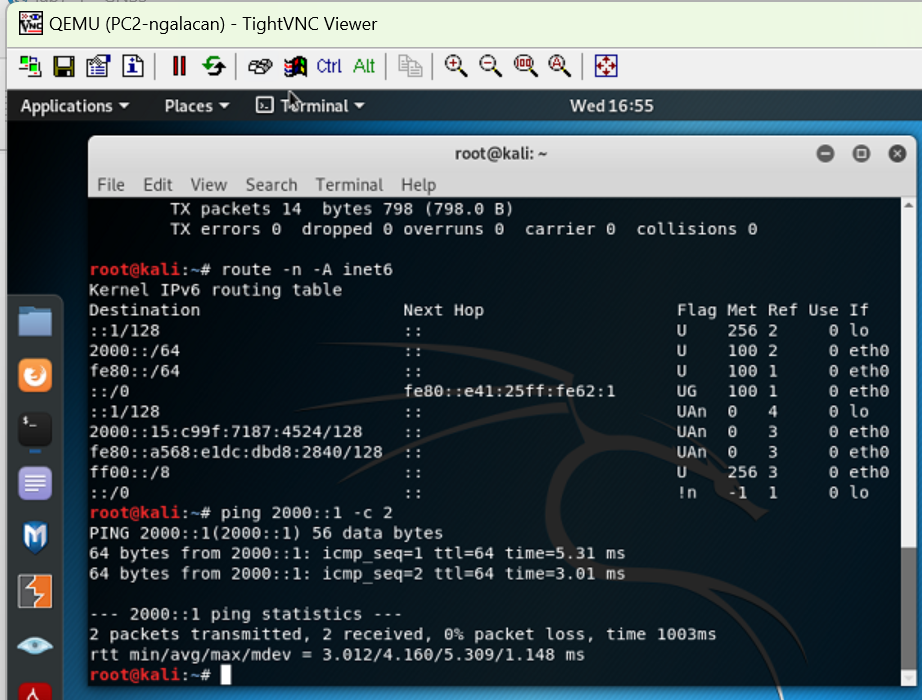 QEMU (PC2-ngalacan) - TightVNC Viewer
Ctrl Alt
Applications Places Terminal Wed 16:55
root@kali: ~
File Edit View Search Terminal Help
TX packets 14  bytes 798 (798.0 B)
TX errors 0  dropped 0 overruns 0  carrier 0  collisions 0
root@kali:~# route -n -A inet6
Kernel IPv6 routing table
Destination                    Next Hop                   Flag Met Ref Use If
::1/128                        ::                         U    256 2     0 lo
2000::/64                      ::                         U    100 2     0 eth0
fe80::/64                      ::                         U    100 1     0 eth0
::/0                           fe80::e41:25ff:fe62:1      UG   100 1     0 eth0
::1/128                        ::                         UAn  0   4     0 lo
2000::15:c99f:7187:4524/128    ::                         UAn  0   3     0 eth0
fe80::a568:e1dc:dbd8:2840/128  ::                         UAn  0   3     0 eth0
ff00::/8                       ::                         U    256 3     0 eth0
::/0                           ::                         !n   -1  1     0 lo
root@kali:~# ping 2000::1 -c 2
PING 2000::1(2000::1) 56 data bytes
64 bytes from 2000::1: icmp_seq=1 ttl=64 time=5.31 ms
64 bytes from 2000::1: icmp_seq=2 ttl=64 time=3.01 ms
--- 2000::1 ping statistics ---
2 packets transmitted, 2 received, 0% packet loss, time 1003ms
rtt min/avg/max/mdev = 3.012/4.160/5.309/1.148 ms
root@kali:~#